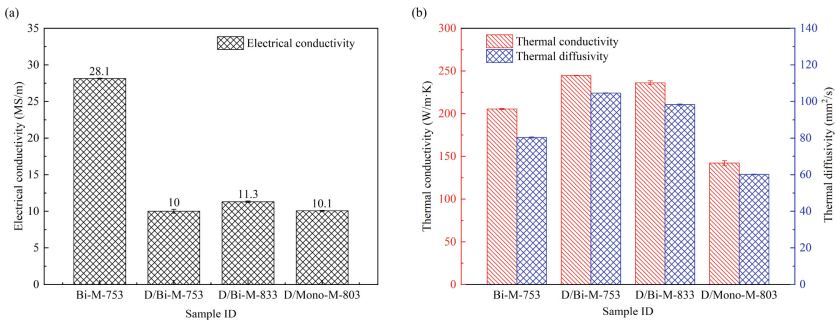 (a)
35
30
25
20
15
10
5
0
Electrical conductivity (MS/m)
Electrical conductivity
28.1
10
11.3
10.1
Bi-M-753 D/Bi-M-753 D/Bi-M-833 D/Mono-M-803
Sample ID
(b)
300
250
200
150
100
50
0
Thermal conductivity (W/m·K)
Thermal conductivity
Thermal diffusivity
140
120
100
80
60
40
20
0
Thermal diffusivity (mm²/s)
Bi-M-753 D/Bi-M-753 D/Bi-M-833 D/Mono-M-803
Sample ID